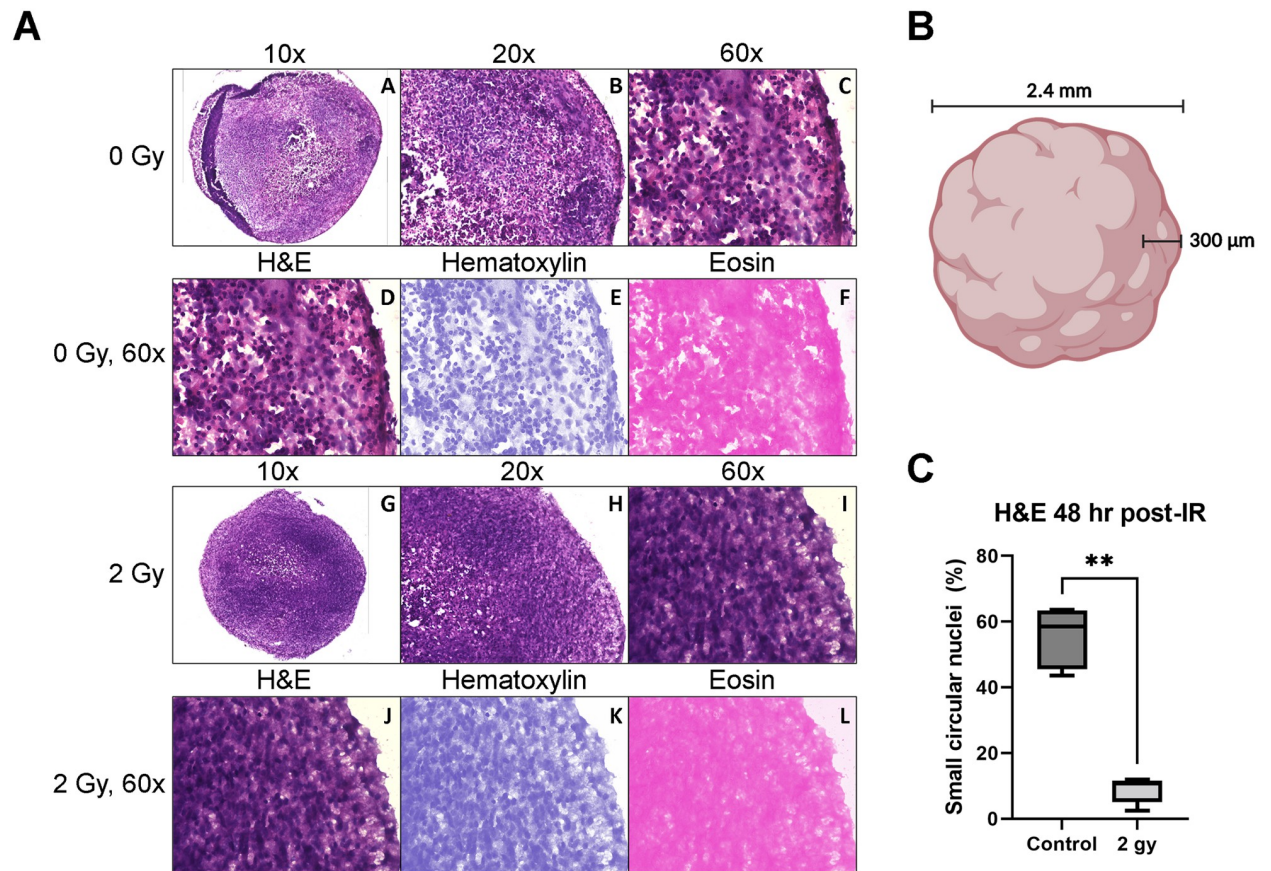 A
B
10x
20x
60x
A
B
C
0 Gy
2.4 mm
300 µm
H&E
Hematoxylin
Eosin
D
E
F
0 Gy, 60x
10x
20x
60x
G
H
I
2 Gy
H&E
Hematoxylin
Eosin
J
K
L
2 Gy, 60x
C
H&E 48 hr post-IR
Small circular nuclei (%)
80
60
40
20
0
**
Control
2 gy